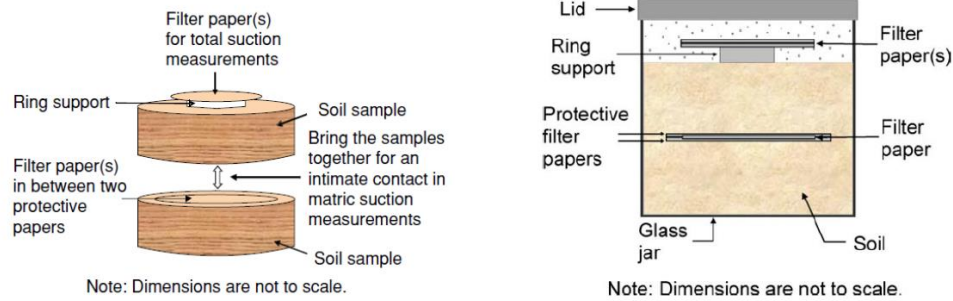 Filter paper(s)
for total suction
measurements
Ring support
Soil sample
Bring the samples
together for an
intimate contact in
matric suction
measurements
Filter paper(s)
in between two
protective
papers
Soil sample
Note: Dimensions are not to scale.
Lid
Ring
support
Filter
paper(s)
Protective
filter
papers
Filter
paper
Glass
jar
Soil
Note: Dimensions are not to scale.